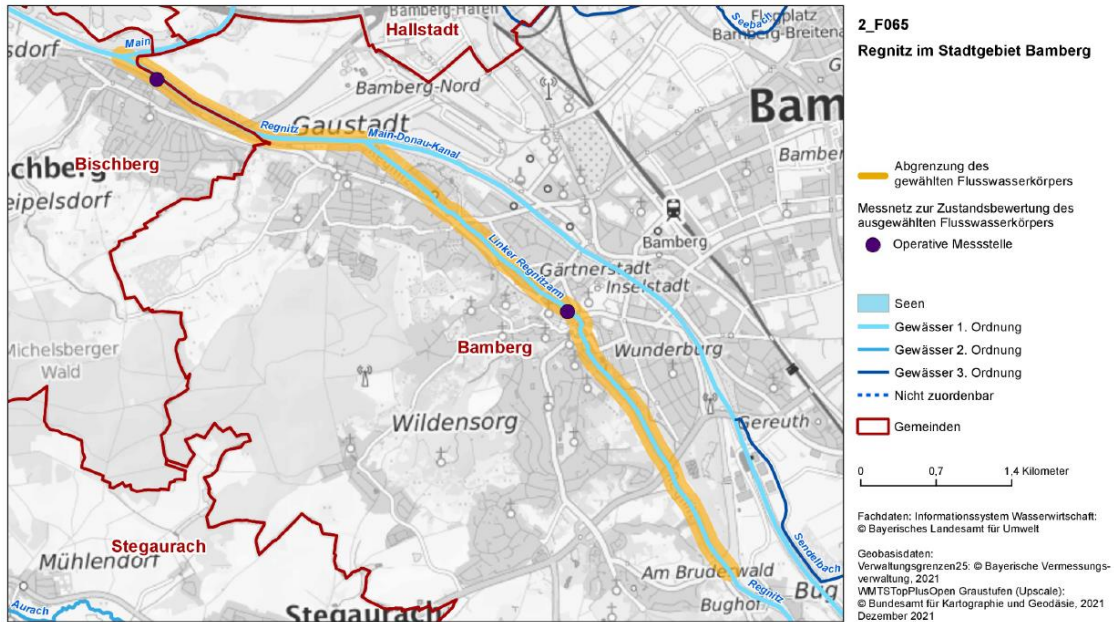 2_F065
Regnitz im Stadtgebiet Bamberg
Abgrenzung des
gewählten Flusswasserkörpers
Messnetz zur Zustandsbewertung des
ausgewählten Flusswasserkörpers
Operative Messstelle
Seen
Gewässer 1. Ordnung
Gewässer 2. Ordnung
Gewässer 3. Ordnung
Nicht zuordenbar
Gemeinden
0 0,7 1,4 Kilometer
Fachdaten: Informationssystem Wasserwirtschaft:
© Bayerisches Landesamt für Umwelt
Geobasisdaten:
Verwaltungsgrenzen25: © Bayerische Vermessungs-
verwaltung, 2021
WMTSTopPlusOpen Graustufen (Upscale):
© Bundesamt für Kartographie und Geodäsie, 2021
Dezember 2021
Bamberg-Hafen
Hallstadt
Seebach
Flugplatz
Bamberg-Breitena
sdorf
Main
Bamberg-Nord
Bam
Regnitz
Gaustadt
Main-Donau-Kanal
Bamber
Bischberg
chberg
eipelsdorf
Linker Regnitzarm
Bamberg
Gärtnerstadt
Inselstadt
Michelsberger
Wald
Bamberg
Wunderburg
Wildensorg
Gereuth
Stegaurach
Mühlendorf
Sendelbach
Am Bruderwald
Regnitz
Bug
Bughof
Aurach
Stegaurach